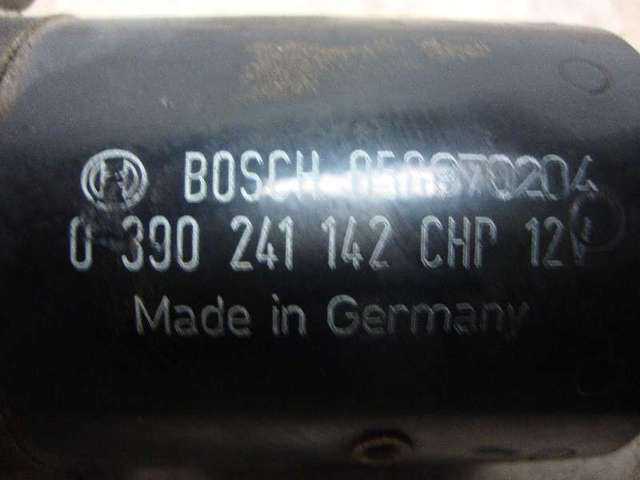 BOSCH
0 390 241 142 CHP 12V
Made in Germany